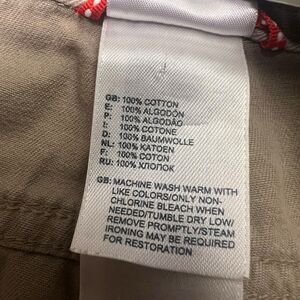 GB: 100% COTTON
E: 100% ALGODÓN
P: 100% ALGODÃO
I: 100% COTONE
D: 100% BAUMWOLLE
NL: 100% KATOEN
F: 100% COTON
RU: 100% ХЛОПОК
GB: MACHINE WASH WARM WITH
LIKE COLORS/ONLY NON-
CHLORINE BLEACH WHEN
NEEDED/TUMBLE DRY LOW/
REMOVE PROMPTLY/STEAM
IRONING MAY BE REQUIRED
FOR RESTORATION